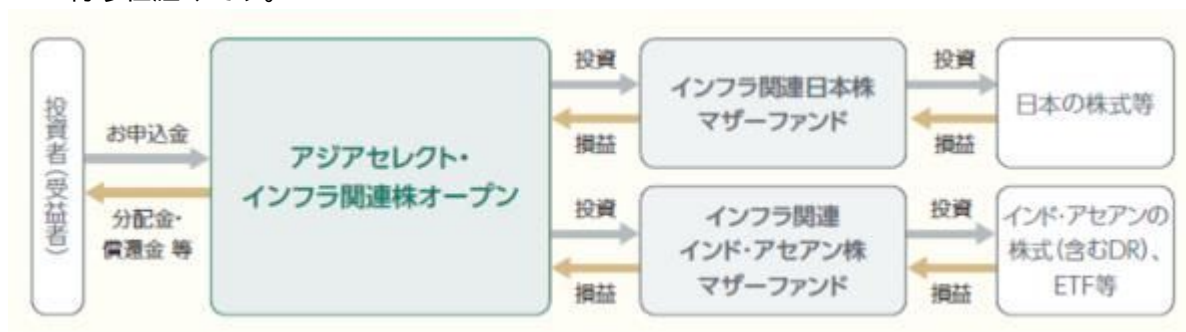 投資者(受益者)
お申込金
分配金・
償還金 等
アジアセレクト・
インフラ関連株オープン
投資
損益
インフラ関連日本株
マザーファンド
投資
損益
日本の株式等
投資
損益
インフラ関連
インド・アセアン株
マザーファンド
投資
損益
インド・アセアンの
株式(含むDR)、
ETF等